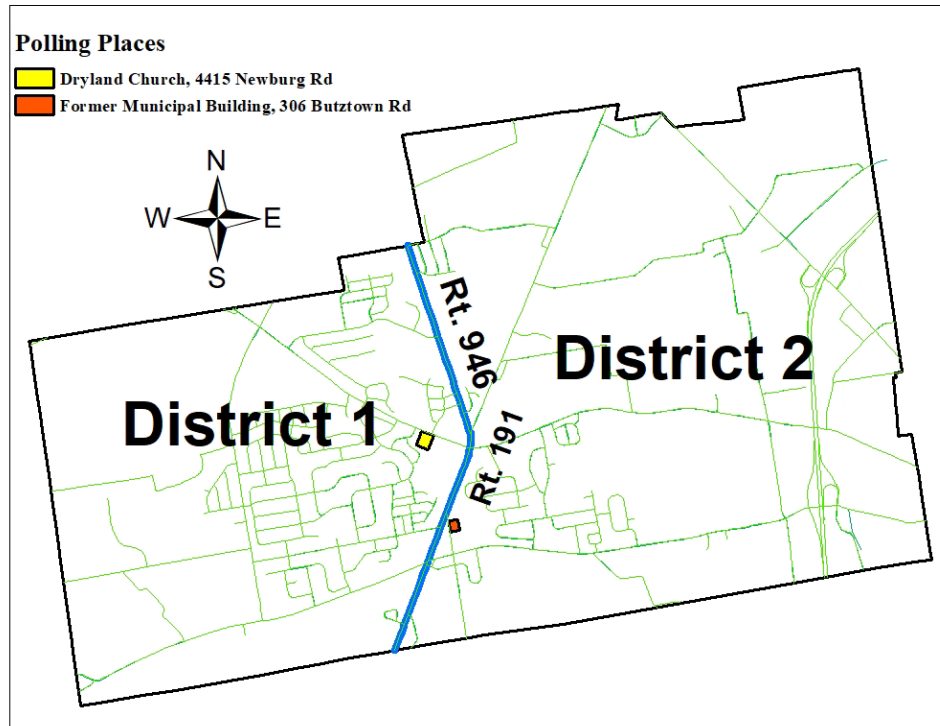 Polling Places
Dryland Church, 4415 Newburg Rd
Former Municipal Building, 306 Butztown Rd
N
W E
S
Rt. 946
District 2
District 1
Rt. 191